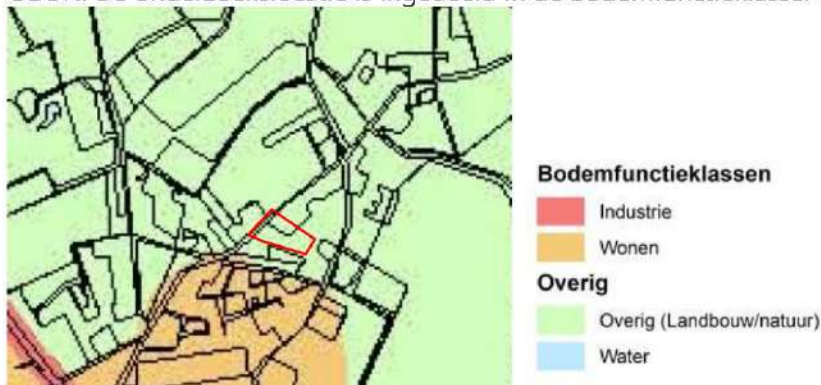 Bodemfunctieklassen
Industrie
Wonen
Overig
Overig (Landbouw/natuur)
Water